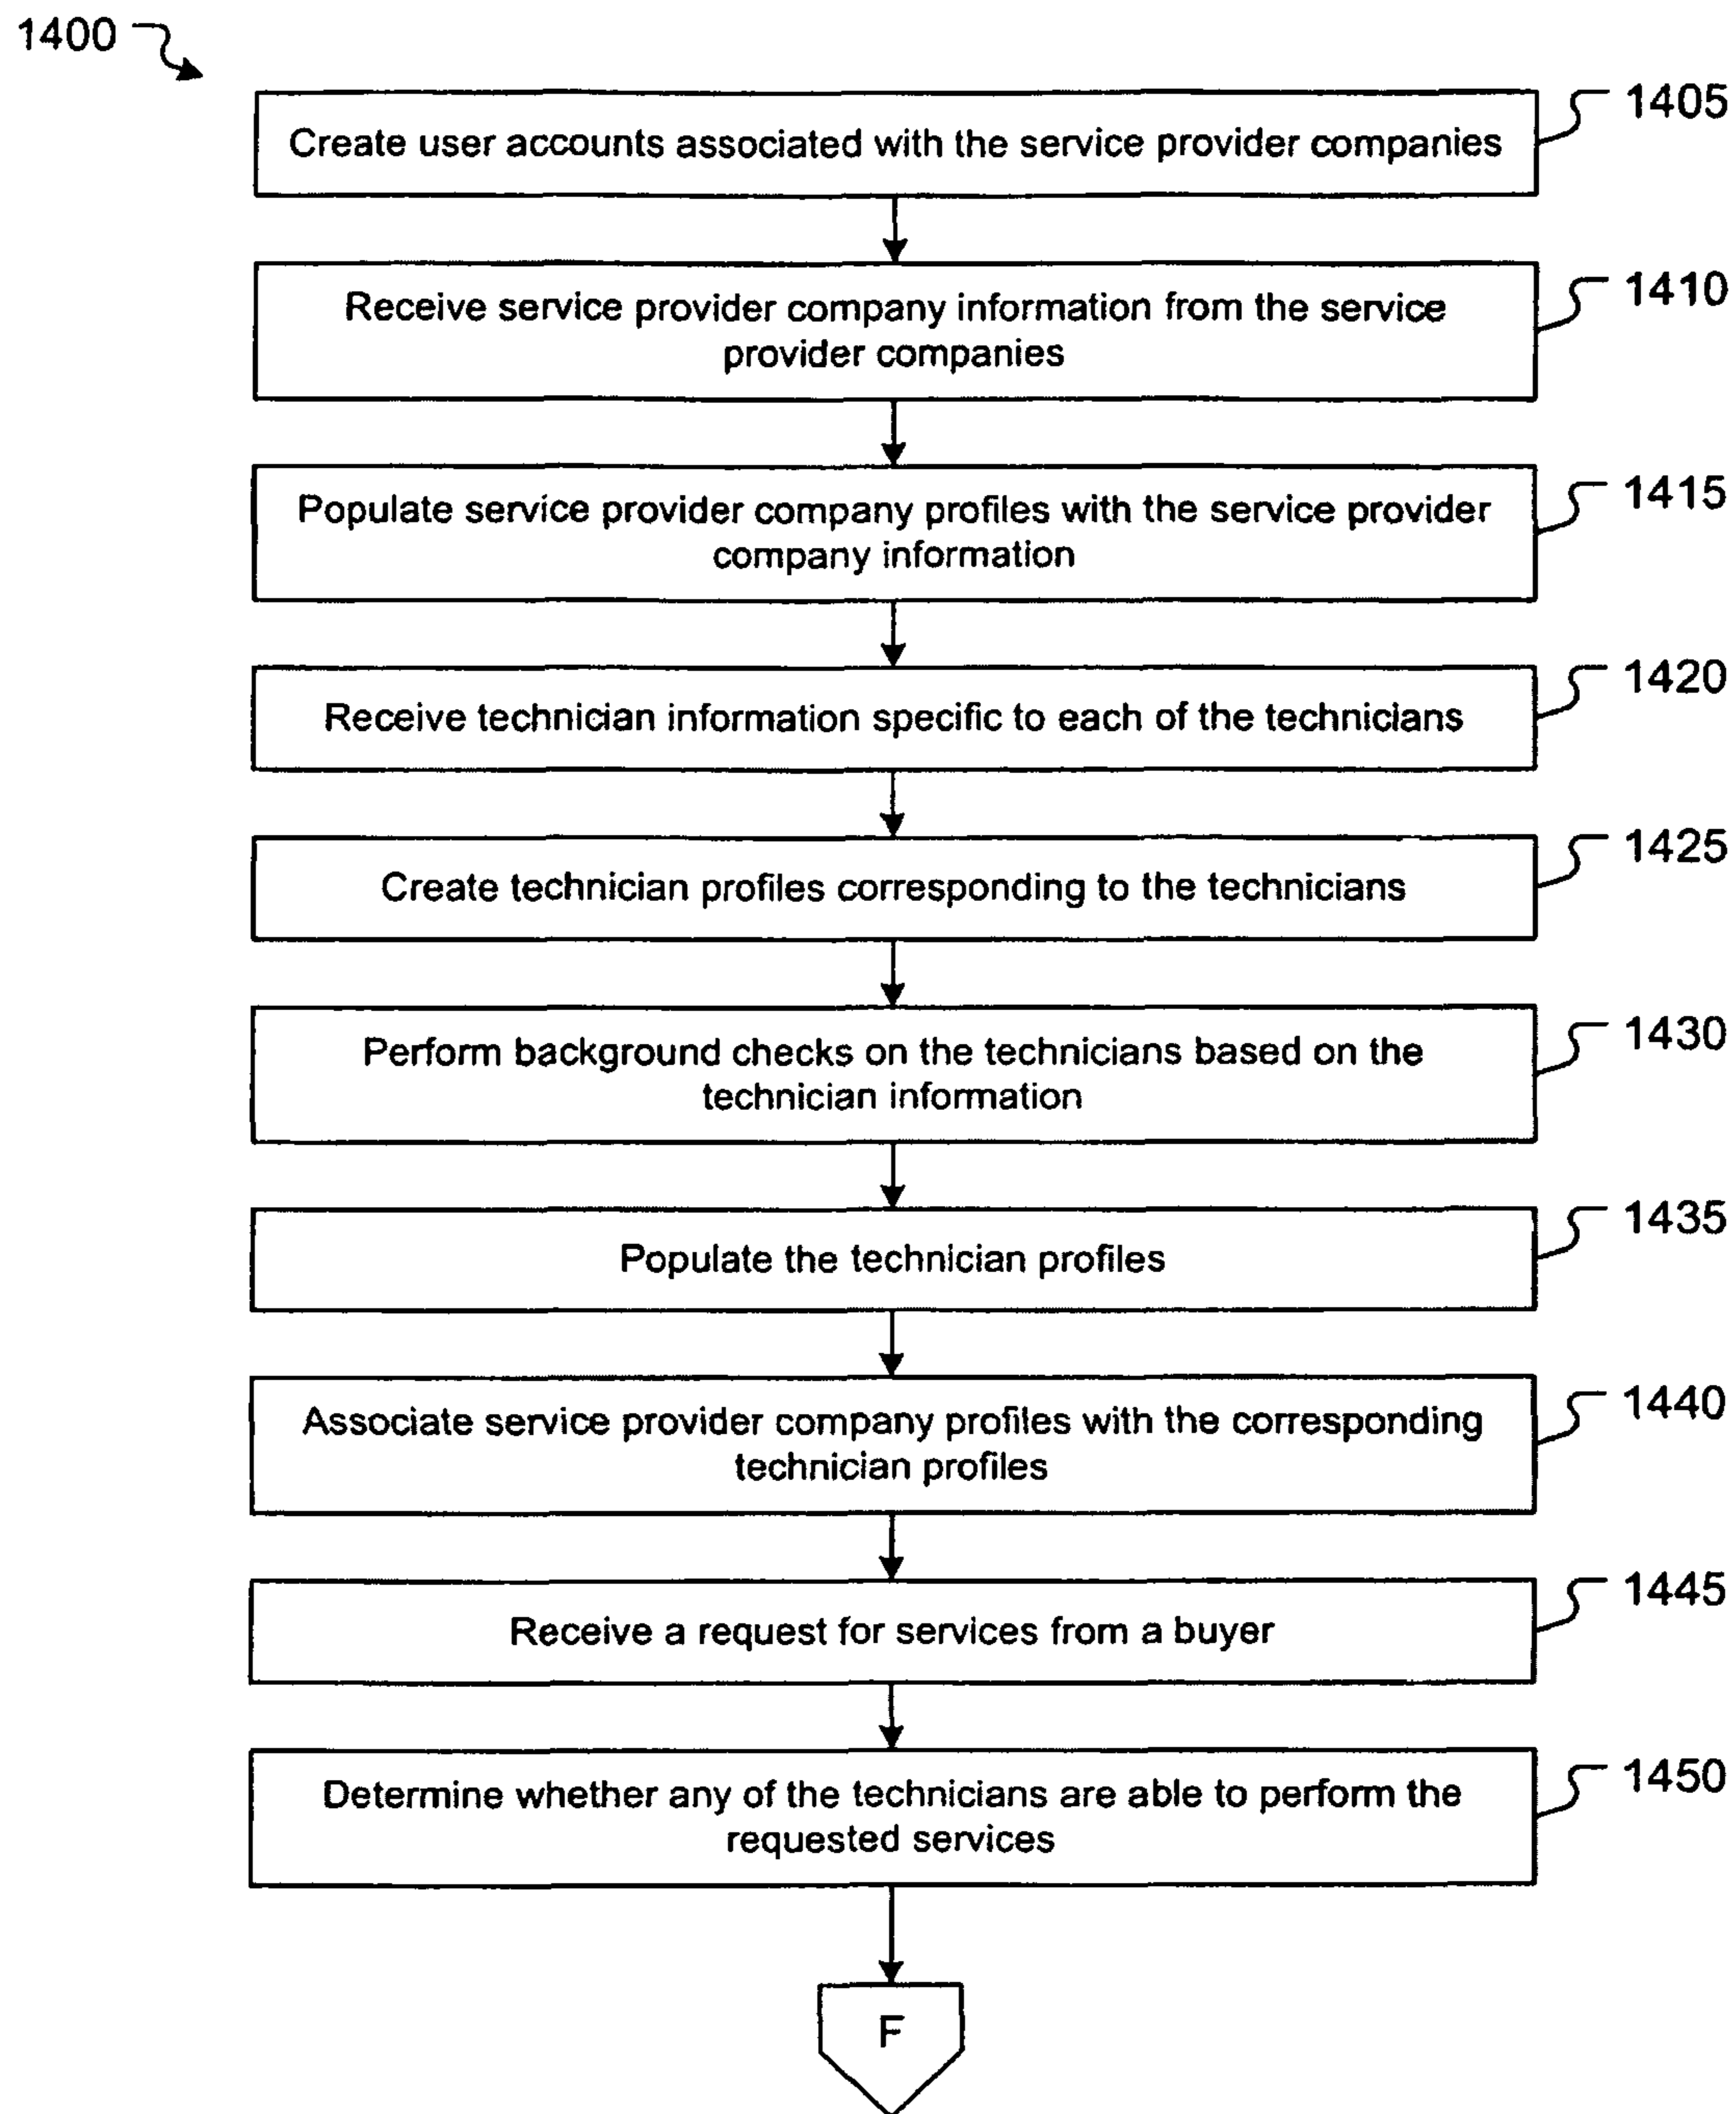 1400
Create user accounts associated with the service provider companies
1405
Receive service provider company information from the service
provider companies
1410
Populate service provider company profiles with the service provider
company information
1415
Receive technician information specific to each of the technicians
1420
Create technician profiles corresponding to the technicians
1425
Perform background checks on the technicians based on the
technician information
1430
Populate the technician profiles
1435
Associate service provider company profiles with the corresponding
technician profiles
1440
Receive a request for services from a buyer
1445
Determine whether any of the technicians are able to perform the
requested services
1450
F